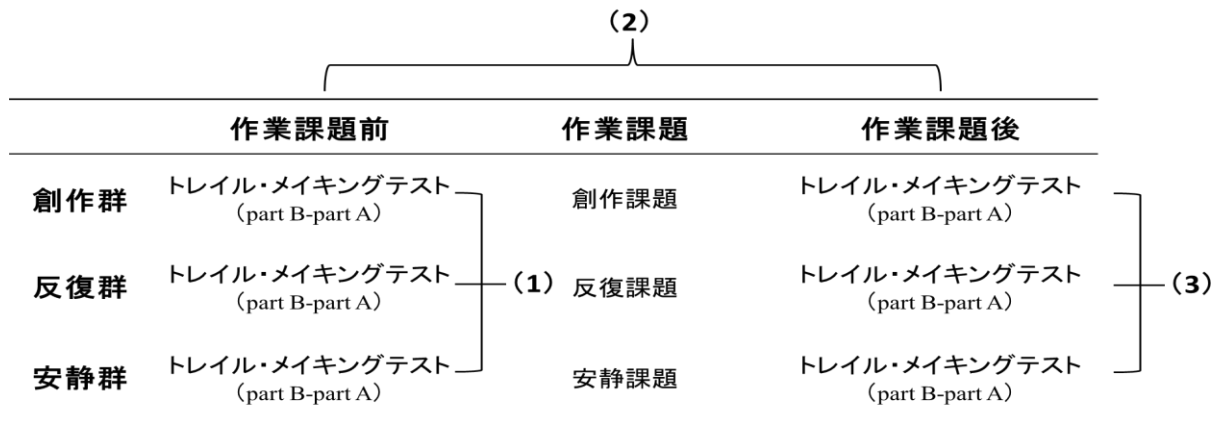 （2）
作業課題前 作業課題 作業課題後
創作群 トレイル・メイキングテスト 創作課題 トレイル・メイキングテスト
（part B-part A） （part B-part A）
反復群 トレイル・メイキングテスト （1） 反復課題 トレイル・メイキングテスト （3）
（part B-part A） （part B-part A）
安静群 トレイル・メイキングテスト 安静課題 トレイル・メイキングテスト
（part B-part A） （part B-part A）